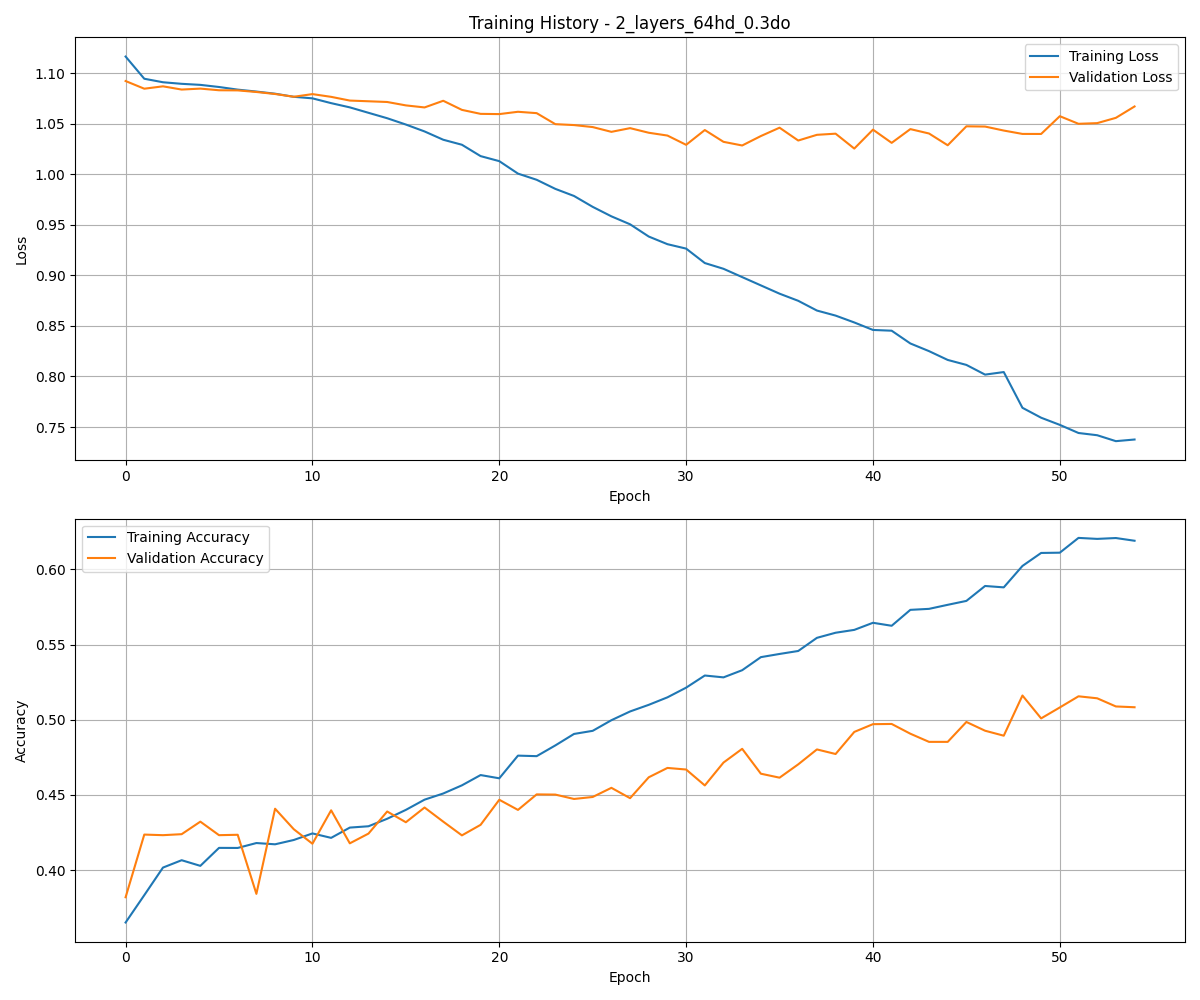 Training History - 2_layers_64hd_0.3do
Training Loss
Validation Loss
1.10
1.05
1.00
0.95
0.90
0.85
0.80
0.75
Loss
0 10 20 30 40 50
Epoch
Training Accuracy
Validation Accuracy
0.60
0.55
0.50
0.45
0.40
Accuracy
0 10 20 30 40 50
Epoch